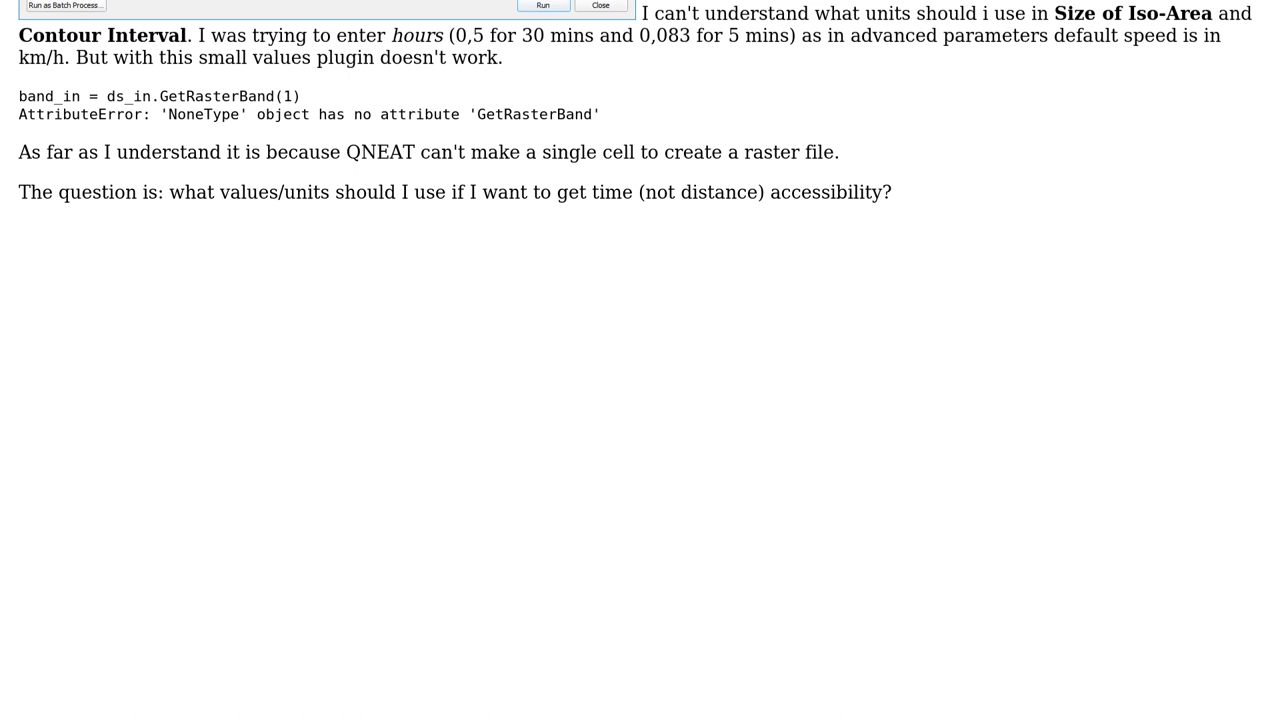 Run as Batch Process... Run Close I can't understand what units should i use in Size of Iso-Area and
Contour Interval. I was trying to enter hours (0,5 for 30 mins and 0,083 for 5 mins) as in advanced parameters default speed is in
km/h. But with this small values plugin doesn't work.
band_in = ds_in.GetRasterBand(1)
AttributeError: 'NoneType' object has no attribute 'GetRasterBand'
As far as I understand it is because QNEAT can't make a single cell to create a raster file.
The question is: what values/units should I use if I want to get time (not distance) accessibility?